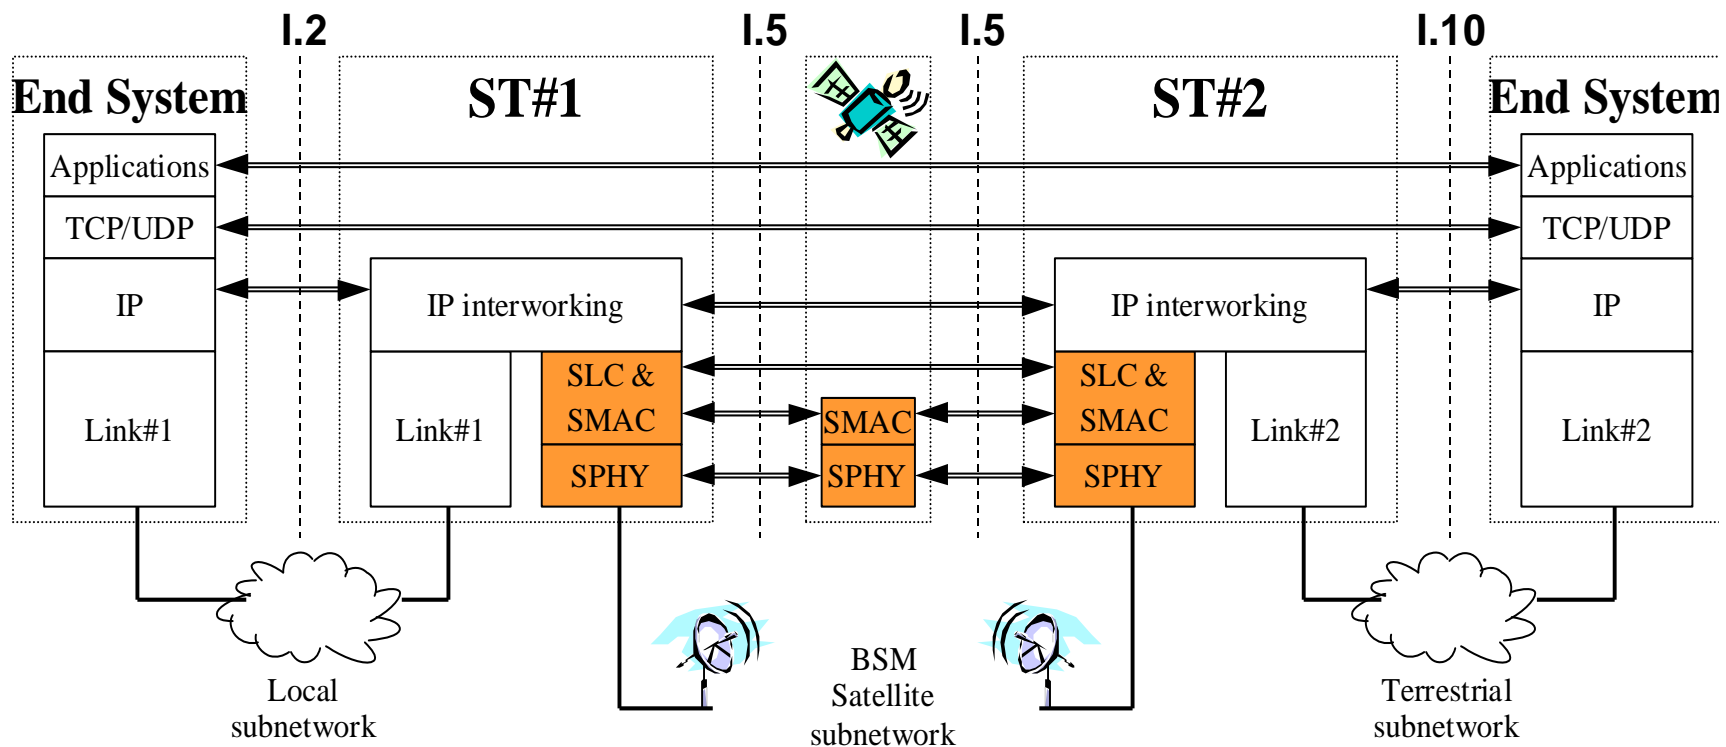 I.2
I.5
I.5
I.10
End System
ST#1
ST#2
End System
Applications
Applications
TCP/UDP
TCP/UDP
IP
IP interworking
IP interworking
IP
Link#1
Link#1
SLC &
SMAC
SPHY
SMAC
SPHY
SLC &
SMAC
SPHY
Link#2
Link#2
Local
subnetwork
BSM
Satellite
subnetwork
Terrestrial
subnetwork